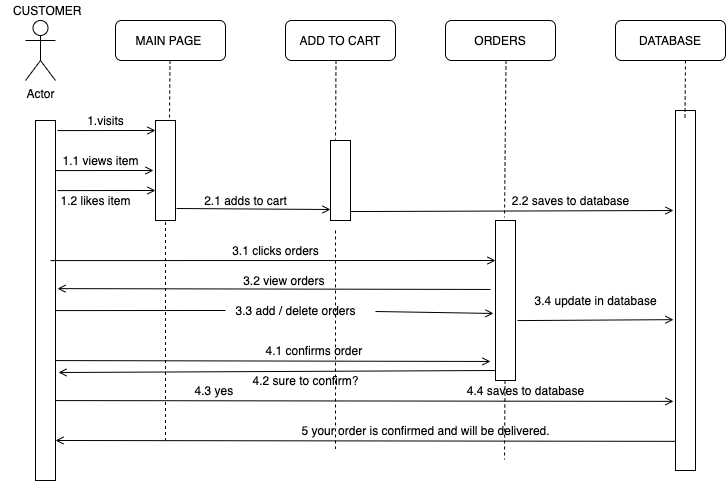 CUSTOMER
Actor
MAIN PAGE
ADD TO CART
ORDERS
DATABASE
1.visits
1.1 views item
1.2 likes item
2.1 adds to cart
2.2 saves to database
3.1 clicks orders
3.2 view orders
3.3 add / delete orders
3.4 update in database
4.1 confirms order
4.2 sure to confirm?
4.3 yes
4.4 saves to database
5 your order is confirmed and will be delivered.